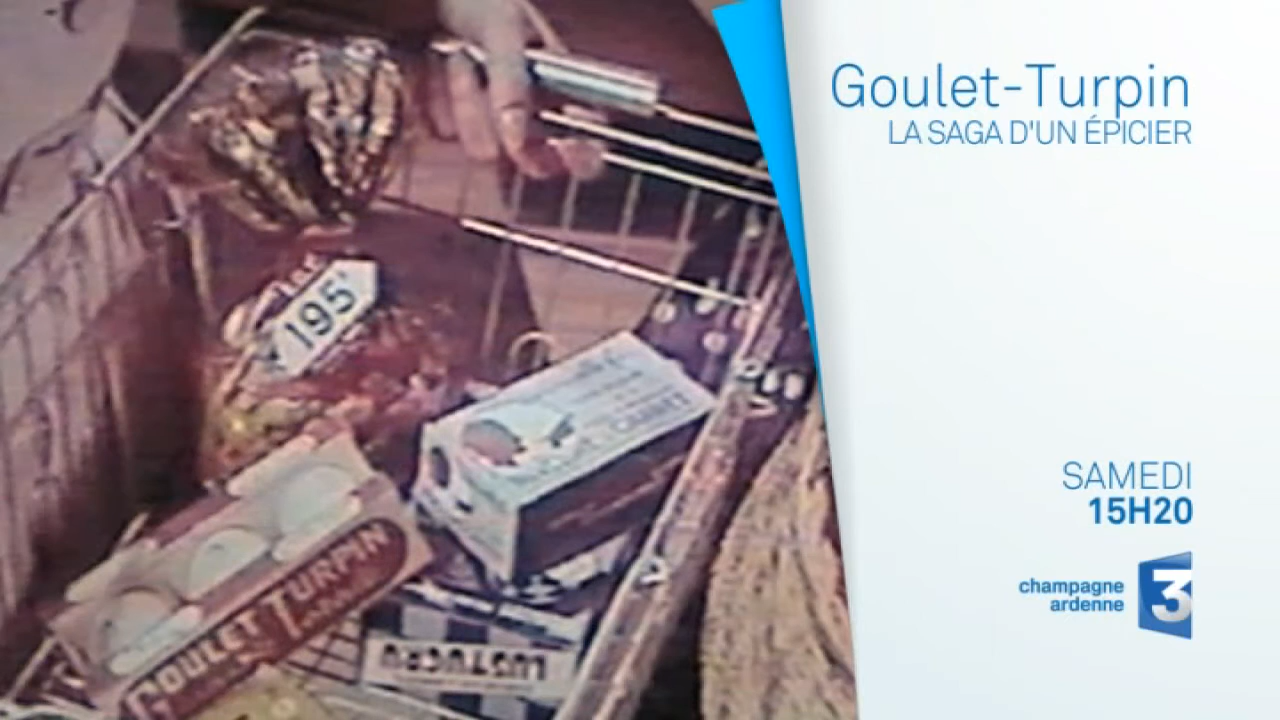 Goulet-Turpin
LA SAGA D'UN ÉPICIER
195
GOULET TURPIN
LUSTUCRU
SAMEDI
15H20
champagne
ardenne
3